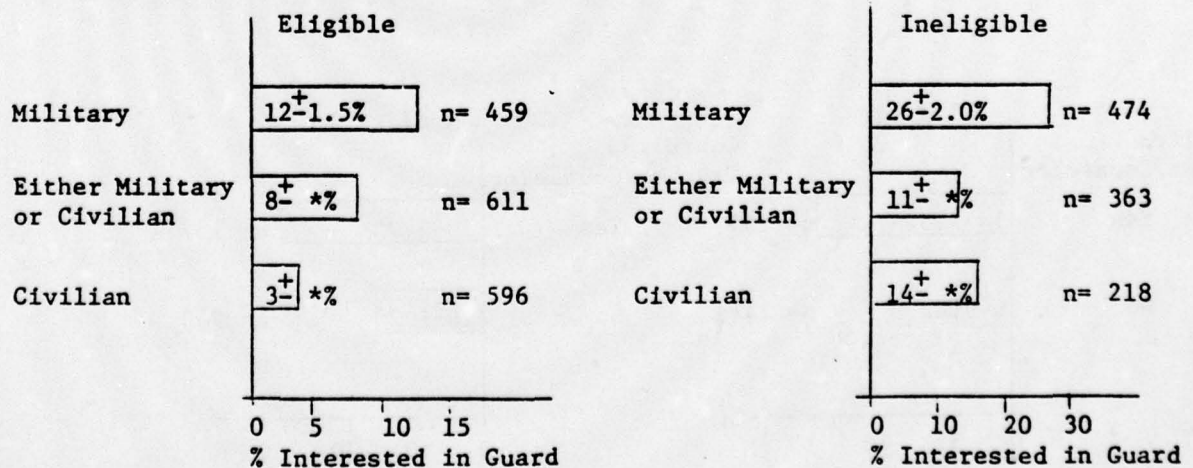 Eligible
Military
12±1.5%
n= 459
Either Military
or Civilian
8± *%
n= 611
Civilian
3± *%
n= 596
0 5 10 15
% Interested in Guard
Ineligible
Military
26±2.0%
n= 474
Either Military
or Civilian
11± *%
n= 363
Civilian
14± *%
n= 218
0 10 20 30
% Interested in Guard